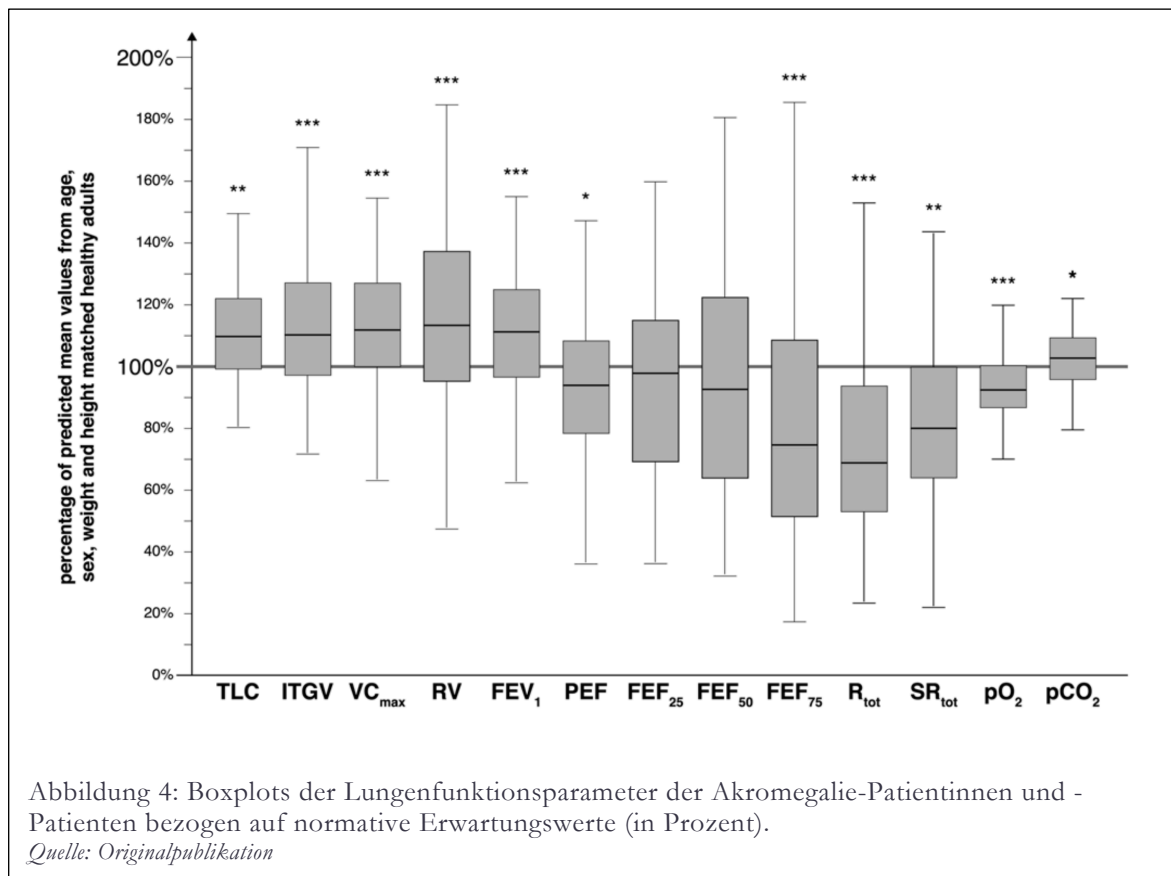 200%
180%
160%
140%
120%
100%
80%
60%
40%
20%
0%
percentage of predicted mean values from age,
sex, weight and height matched healthy adults
** *** *** *** *** * *** *** ** *** *
TLC ITGV VCmax RV FEV1 PEF FEF25 FEF50 FEF75 Rtot SRtot pO2 pCO2
Abbildung 4: Boxplots der Lungenfunktionsparameter der Akromegalie-Patientinnen und -
Patienten bezogen auf normative Erwartungswerte (in Prozent).
Quelle: Originalpublikation